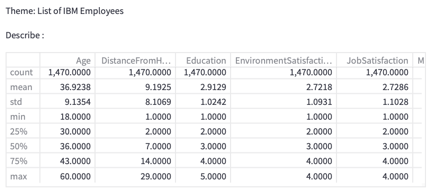 Theme: List of IBM Employees
Describe :
Age DistanceFromH... Education EnvironmentSatisfacti... JobSatisfaction M
count 1,470.0000 1,470.0000 1,470.0000 1,470.0000 1,470.0000
mean 36.9238 9.1925 2.9129 2.7218 2.7286
std 9.1354 8.1069 1.0242 1.0931 1.1028
min 18.0000 1.0000 1.0000 1.0000 1.0000
25% 30.0000 2.0000 2.0000 2.0000 2.0000
50% 36.0000 7.0000 3.0000 3.0000 3.0000
75% 43.0000 14.0000 4.0000 4.0000 4.0000
max 60.0000 29.0000 5.0000 4.0000 4.0000